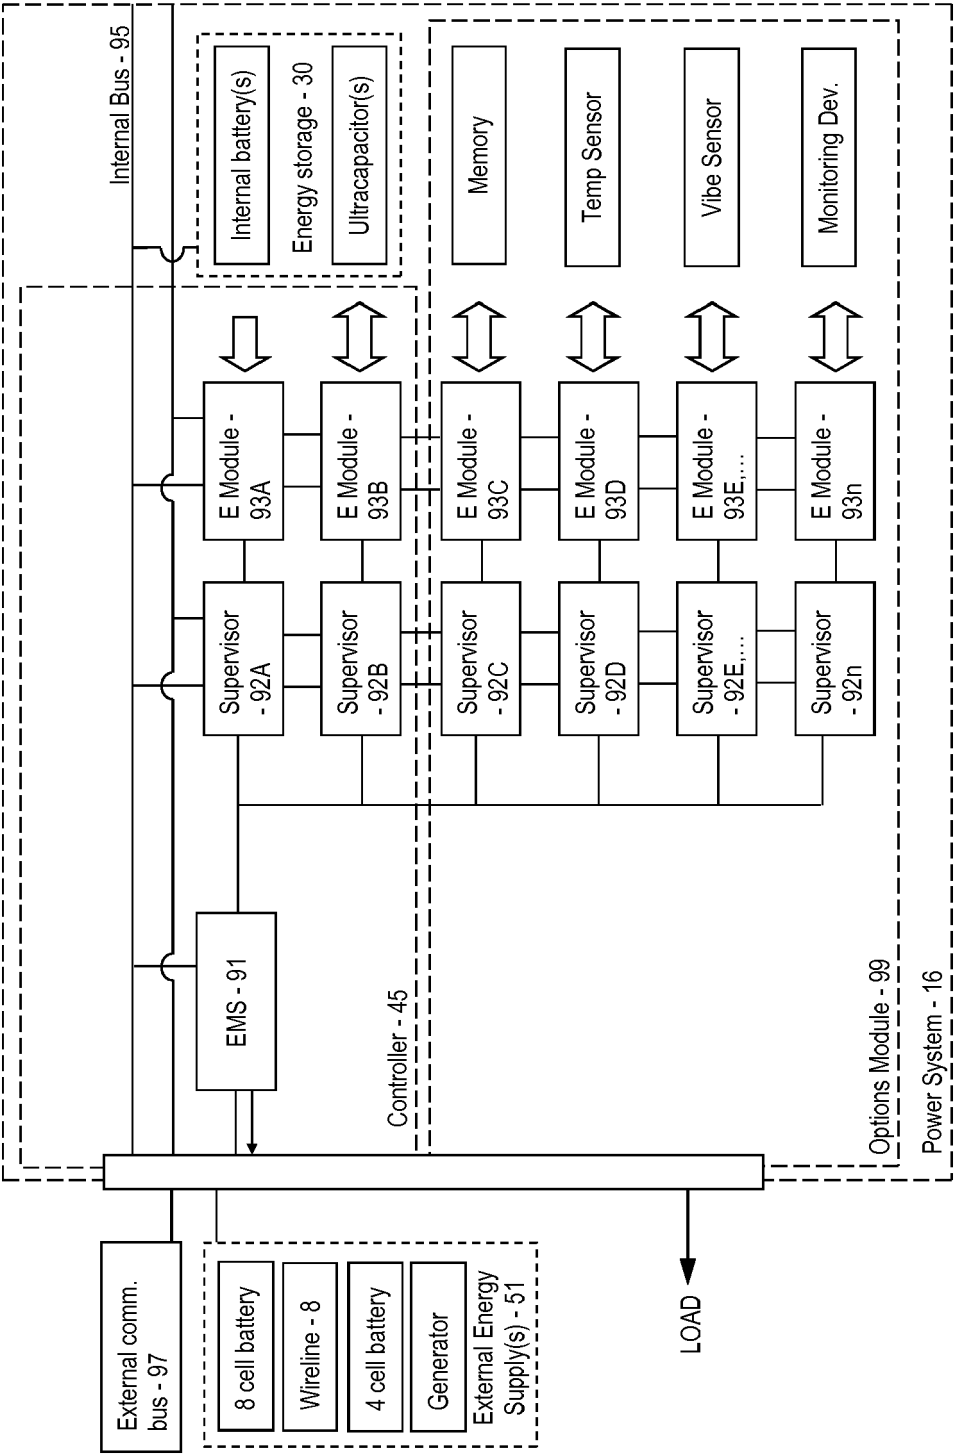 External comm.
bus - 97
8 cell battery
Wireline - 8
4 cell battery
Generator
External Energy
Supply(s) - 51
LOAD
Internal Bus - 95
EMS - 91
Controller - 45
Supervisor
- 92A
Supervisor
- 92B
Supervisor
- 92C
Supervisor
- 92D
Supervisor
- 92E,...
Supervisor
- 92n
E Module -
93A
E Module -
93B
E Module -
93C
E Module -
93D
E Module -
93E,...
E Module -
93n
Internal battery(s)
Energy storage - 30
Ultracapacitor(s)
Memory
Temp Sensor
Vibe Sensor
Monitoring Dev.
Options Module - 99
Power System - 16